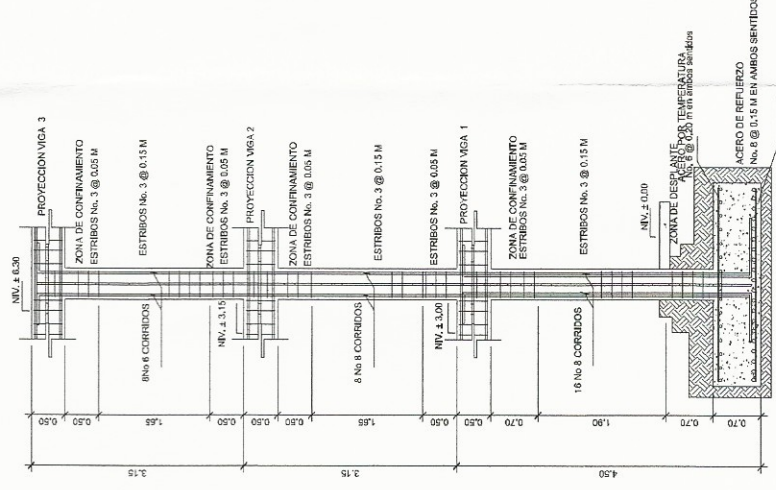 NIV. ± 6.30
PROYECCION VIGA 3
ZONA DE CONFINAMIENTO
ESTRIBOS No. 3 @ 0.05 M
ESTRIBOS No. 3 @ 0.15 M
8No 6 CORRIDOS
ZONA DE CONFINAMIENTO
ESTRIBOS No. 3 @ 0.05 M
NIV. ± 3.15
PROYECCION VIGA 2
ZONA DE CONFINAMIENTO
ESTRIBOS No. 3 @ 0.05 M
ESTRIBOS No. 3 @ 0.15 M
8 No 8 CORRIDOS
ESTRIBOS No. 3 @ 0.05 M
NIV. ± 3.00
PROYECCION VIGA 1
ZONA DE CONFINAMIENTO
ESTRIBOS No. 3 @ 0.05 M
ESTRIBOS No. 3 @ 0.15 M
16 No 8 CORRIDOS
NIV. ± 0.00
ZONA DE DESPLANTE
ACERO POR TEMPERATURA
No. 6 @ 0,20 m en ambos sentidos
ACERO DE REFUERZO
No. 8 @ 0,15 M EN AMBOS SENTIDOS
0.50
0.50
1.65
0.50
0.50
0.50
1.65
0.50
0.50
0.70
1.90
0.70
0.70
3.15
3.15
4.50